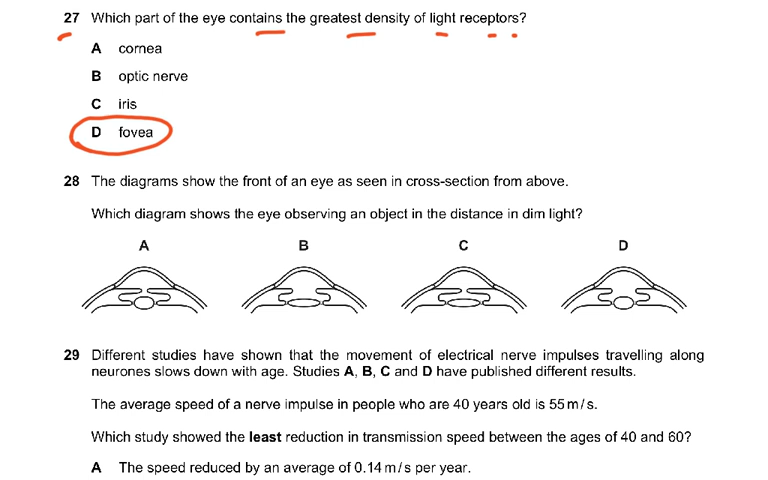 27 Which part of the eye contains the greatest density of light receptors?
A cornea
B optic nerve
C iris
D fovea
28 The diagrams show the front of an eye as seen in cross-section from above.
Which diagram shows the eye observing an object in the distance in dim light?
A B C D
29 Different studies have shown that the movement of electrical nerve impulses travelling along
neurones slows down with age. Studies A, B, C and D have published different results.
The average speed of a nerve impulse in people who are 40 years old is 55 m/s.
Which study showed the least reduction in transmission speed between the ages of 40 and 60?
A The speed reduced by an average of 0.14 m/s per year.